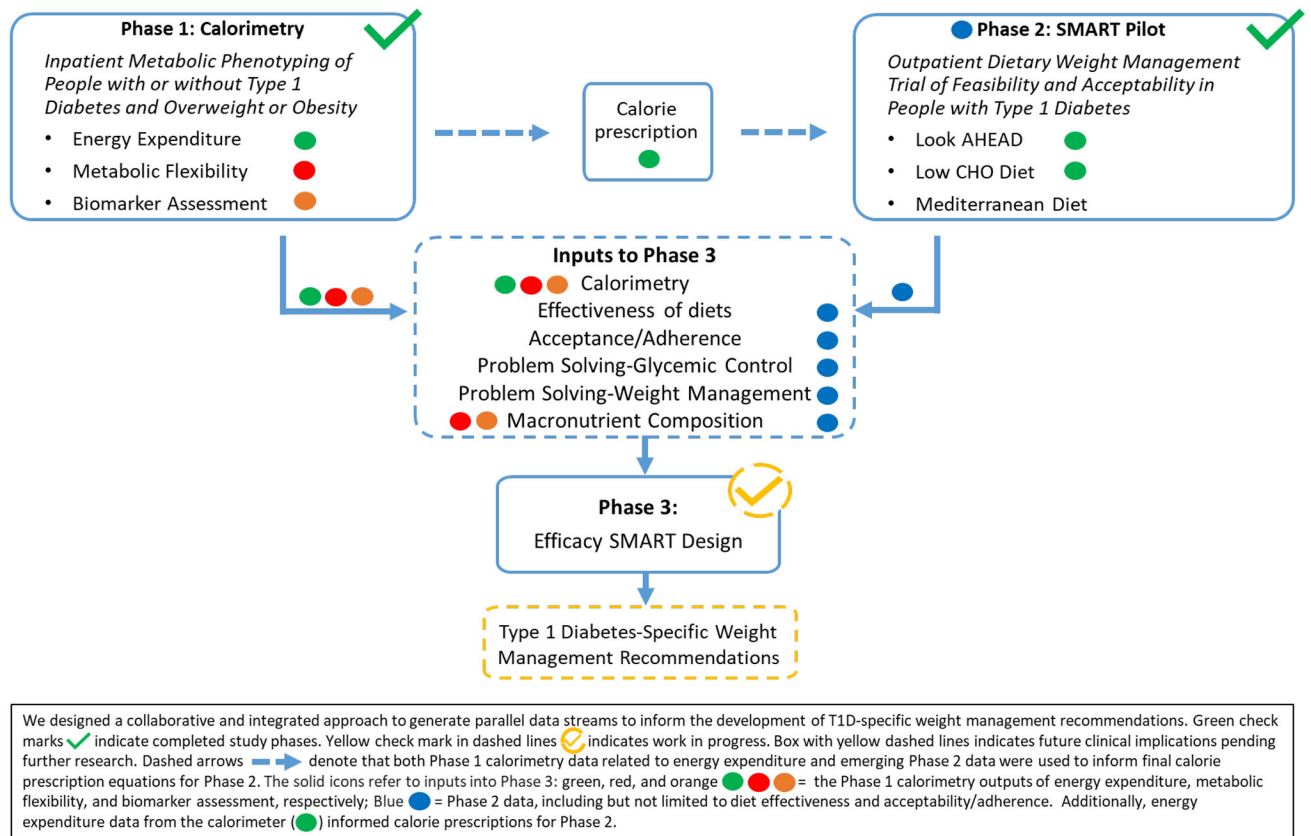 Phase 1: Calorimetry
Inpatient Metabolic Phenotyping of
People with or without Type 1
Diabetes and Overweight or Obesity
• Energy Expenditure
• Metabolic Flexibility
• Biomarker Assessment
Calorie
prescription
Phase 2: SMART Pilot
Outpatient Dietary Weight Management
Trial of Feasibility and Acceptability in
People with Type 1 Diabetes
• Look AHEAD
• Low CHO Diet
• Mediterranean Diet
Inputs to Phase 3
Calorimetry
Effectiveness of diets
Acceptance/Adherence
Problem Solving-Glycemic Control
Problem Solving-Weight Management
Macronutrient Composition
Phase 3:
Efficacy SMART Design
Type 1 Diabetes-Specific Weight
Management Recommendations
We designed a collaborative and integrated approach to generate parallel data streams to inform the development of T1D-specific weight management recommendations. Green check
marks indicate completed study phases. Yellow check mark in dashed lines indicates work in progress. Box with yellow dashed lines indicates future clinical implications pending
further research. Dashed arrows denote that both Phase 1 calorimetry data related to energy expenditure and emerging Phase 2 data were used to inform final calorie
prescription equations for Phase 2. The solid icons refer to inputs into Phase 3: green, red, and orange = the Phase 1 calorimetry outputs of energy expenditure, metabolic
flexibility, and biomarker assessment, respectively; Blue = Phase 2 data, including but not limited to diet effectiveness and acceptability/adherence. Additionally, energy
expenditure data from the calorimeter ( ) informed calorie prescriptions for Phase 2.